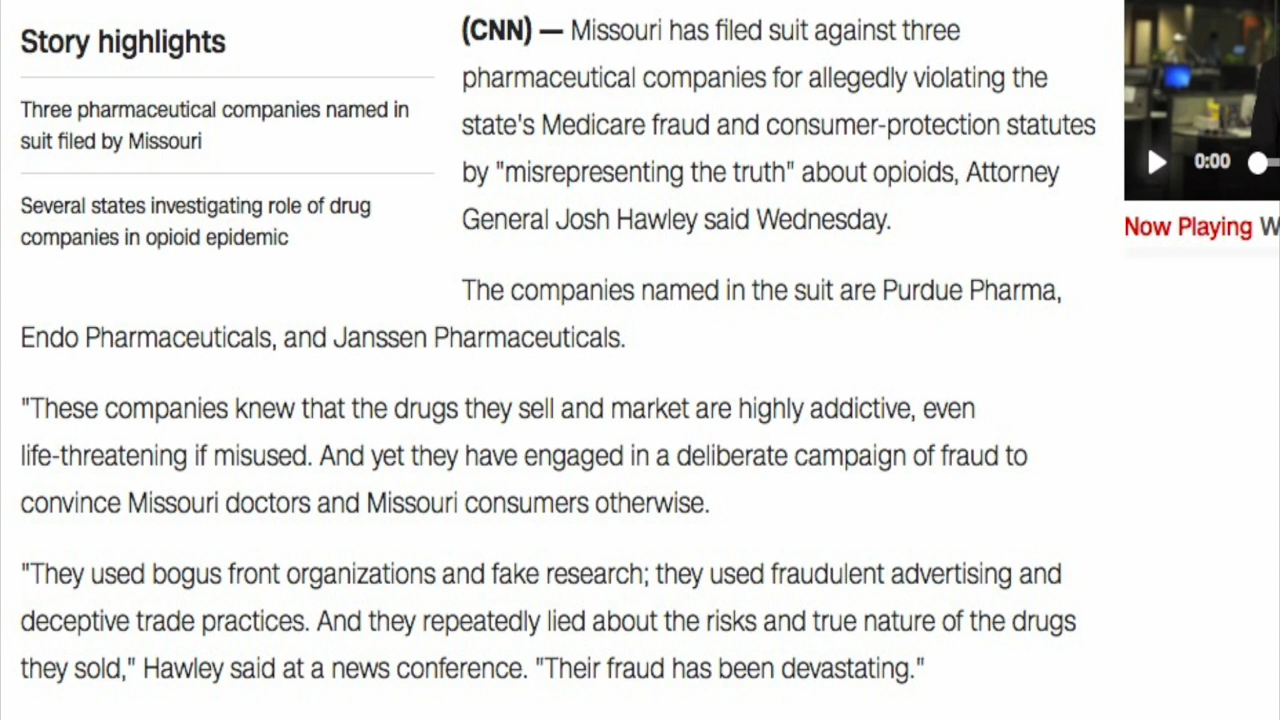 Story highlights
Three pharmaceutical companies named in
suit filed by Missouri
Several states investigating role of drug
companies in opioid epidemic
(CNN) — Missouri has filed suit against three
pharmaceutical companies for allegedly violating the
state's Medicare fraud and consumer-protection statutes
by "misrepresenting the truth" about opioids, Attorney
General Josh Hawley said Wednesday.
The companies named in the suit are Purdue Pharma,
Endo Pharmaceuticals, and Janssen Pharmaceuticals.
"These companies knew that the drugs they sell and market are highly addictive, even
life-threatening if misused. And yet they have engaged in a deliberate campaign of fraud to
convince Missouri doctors and Missouri consumers otherwise.
"They used bogus front organizations and fake research; they used fraudulent advertising and
deceptive trade practices. And they repeatedly lied about the risks and true nature of the drugs
they sold," Hawley said at a news conference. "Their fraud has been devastating."
0:00
Now Playing W